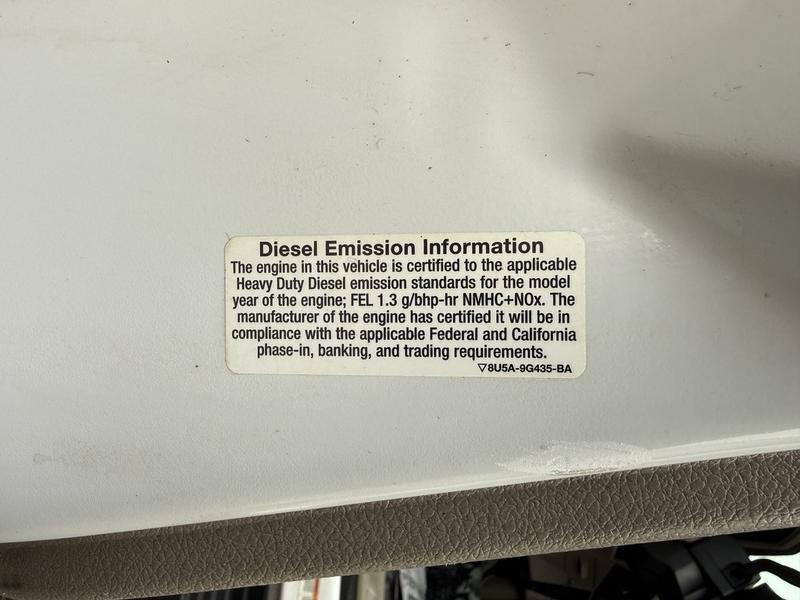 Diesel Emission Information
The engine in this vehicle is certified to the applicable
Heavy Duty Diesel emission standards for the model
year of the engine; FEL 1.3 g/bhp-hr NMHC+NOx. The
manufacturer of the engine has certified it will be in
compliance with the applicable Federal and California
phase-in, banking, and trading requirements.
▽8U5A-9G435-BA